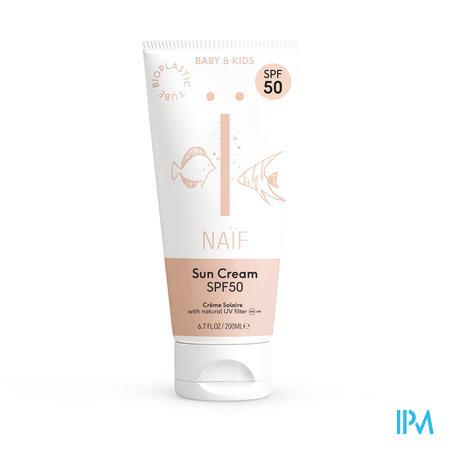 BIOPLASTIC
TUBE
BABY & KIDS
SPF
50
NAÏF
Sun Cream
SPF50
Crème Solaire
with natural UV filter
6.7 FL.OZ / 200ML e
IPM